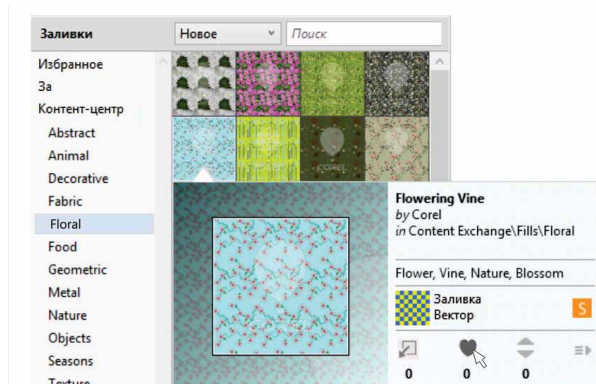 Заливки
Новое
Поиск
Избранное
За
Контент-центр
Abstract
Animal
Decorative
Fabric
Floral
Food
Geometric
Metal
Nature
Objects
Seasons
Texture
Flowering Vine
by Corel
in Content Exchange\Fills\Floral
Flower, Vine, Nature, Blossom
Заливка
Вектор
S
0 0 0